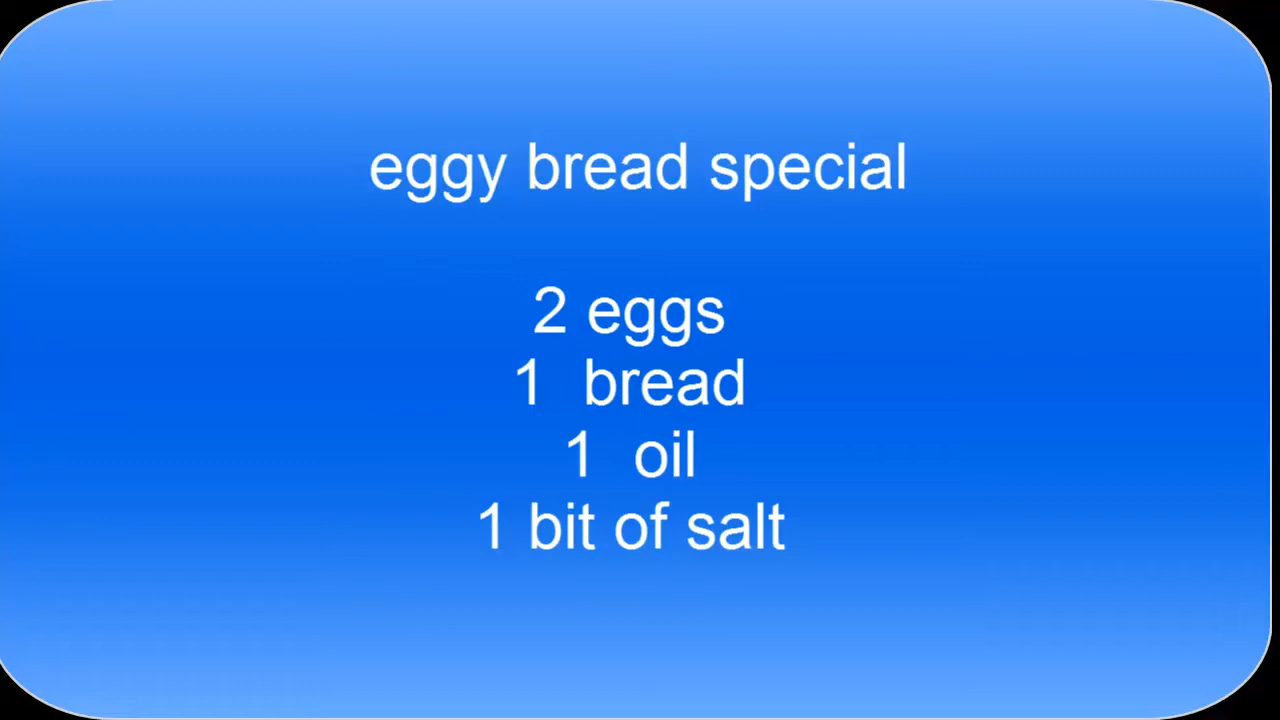 eggy bread special
2 eggs
1 bread
1 oil
1 bit of salt